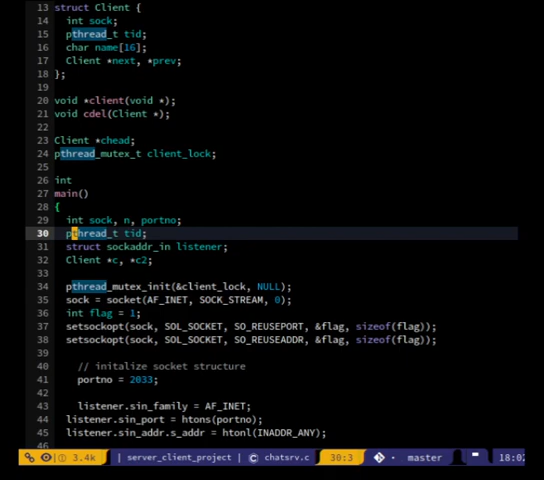 13 struct Client {
14   int sock;
15   pthread_t tid;
16   char name[16];
17   Client *next, *prev;
18 };
19
20 void *client(void *);
21 void cdel(Client *);
22
23 Client *chead;
24 pthread_mutex_t client_lock;
25
26 int
27 main()
28 {
29   int sock, n, portno;
30   pthread_t tid;
31   struct sockaddr_in listener;
32   Client *c, *c2;
33
34   pthread_mutex_init(&client_lock, NULL);
35   sock = socket(AF_INET, SOCK_STREAM, 0);
36   int flag = 1;
37   setsockopt(sock, SOL_SOCKET, SO_REUSEPORT, &flag, sizeof(flag));
38   setsockopt(sock, SOL_SOCKET, SO_REUSEADDR, &flag, sizeof(flag));
39
40     // initalize socket structure
41     portno = 2033;
42
43     listener.sin_family = AF_INET;
44   listener.sin_port = htons(portno);
45   listener.sin_addr.s_addr = htonl(INADDR_ANY);
46
3.4k | server_client_project | chatsrv.c 30:3 master 18:02